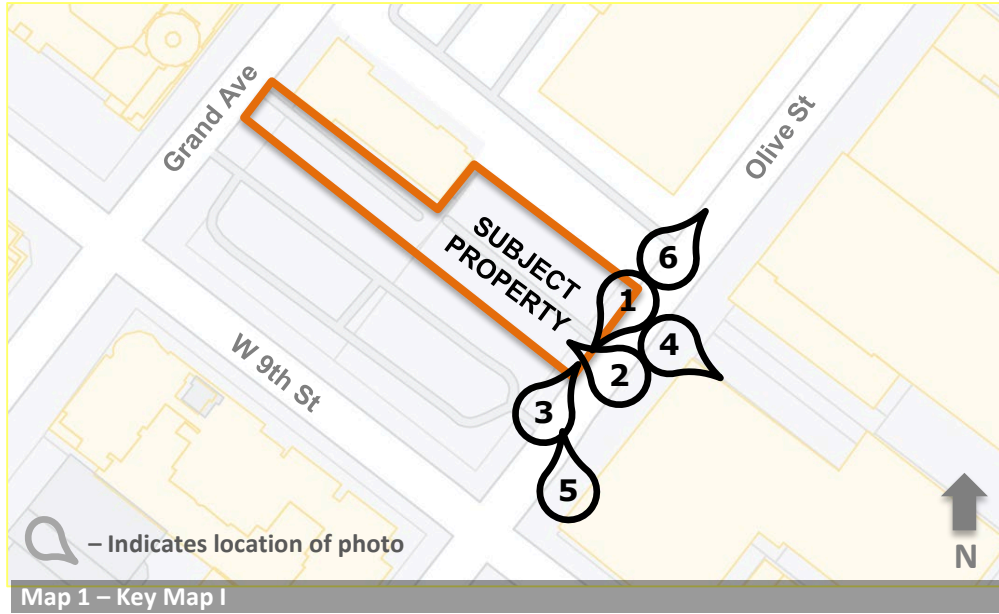 Grand Ave
Olive St
SUBJECT
PROPERTY
6
1
4
2
3
5
W 9th St
– Indicates location of photo
N
Map 1 – Key Map I